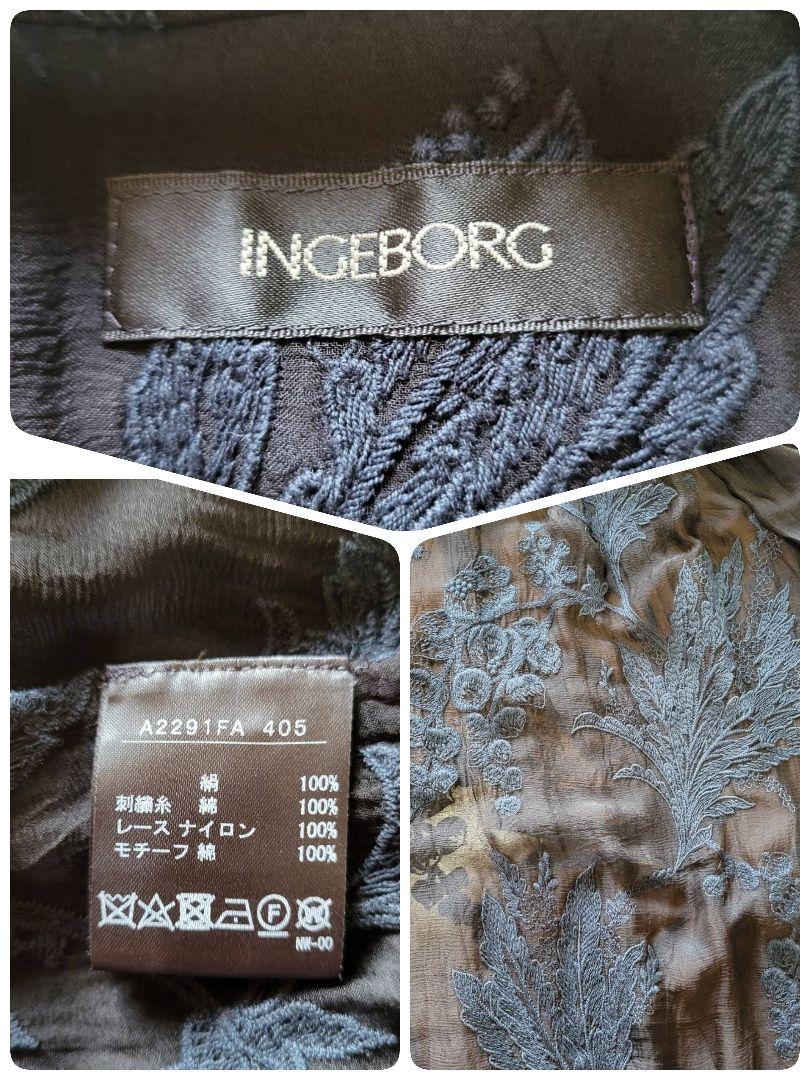 INGEBORG
A2291FA 405
絹 100%
刺繍糸 綿 100%
レース ナイロン 100%
モチーフ 綿 100%
F W
NW-00